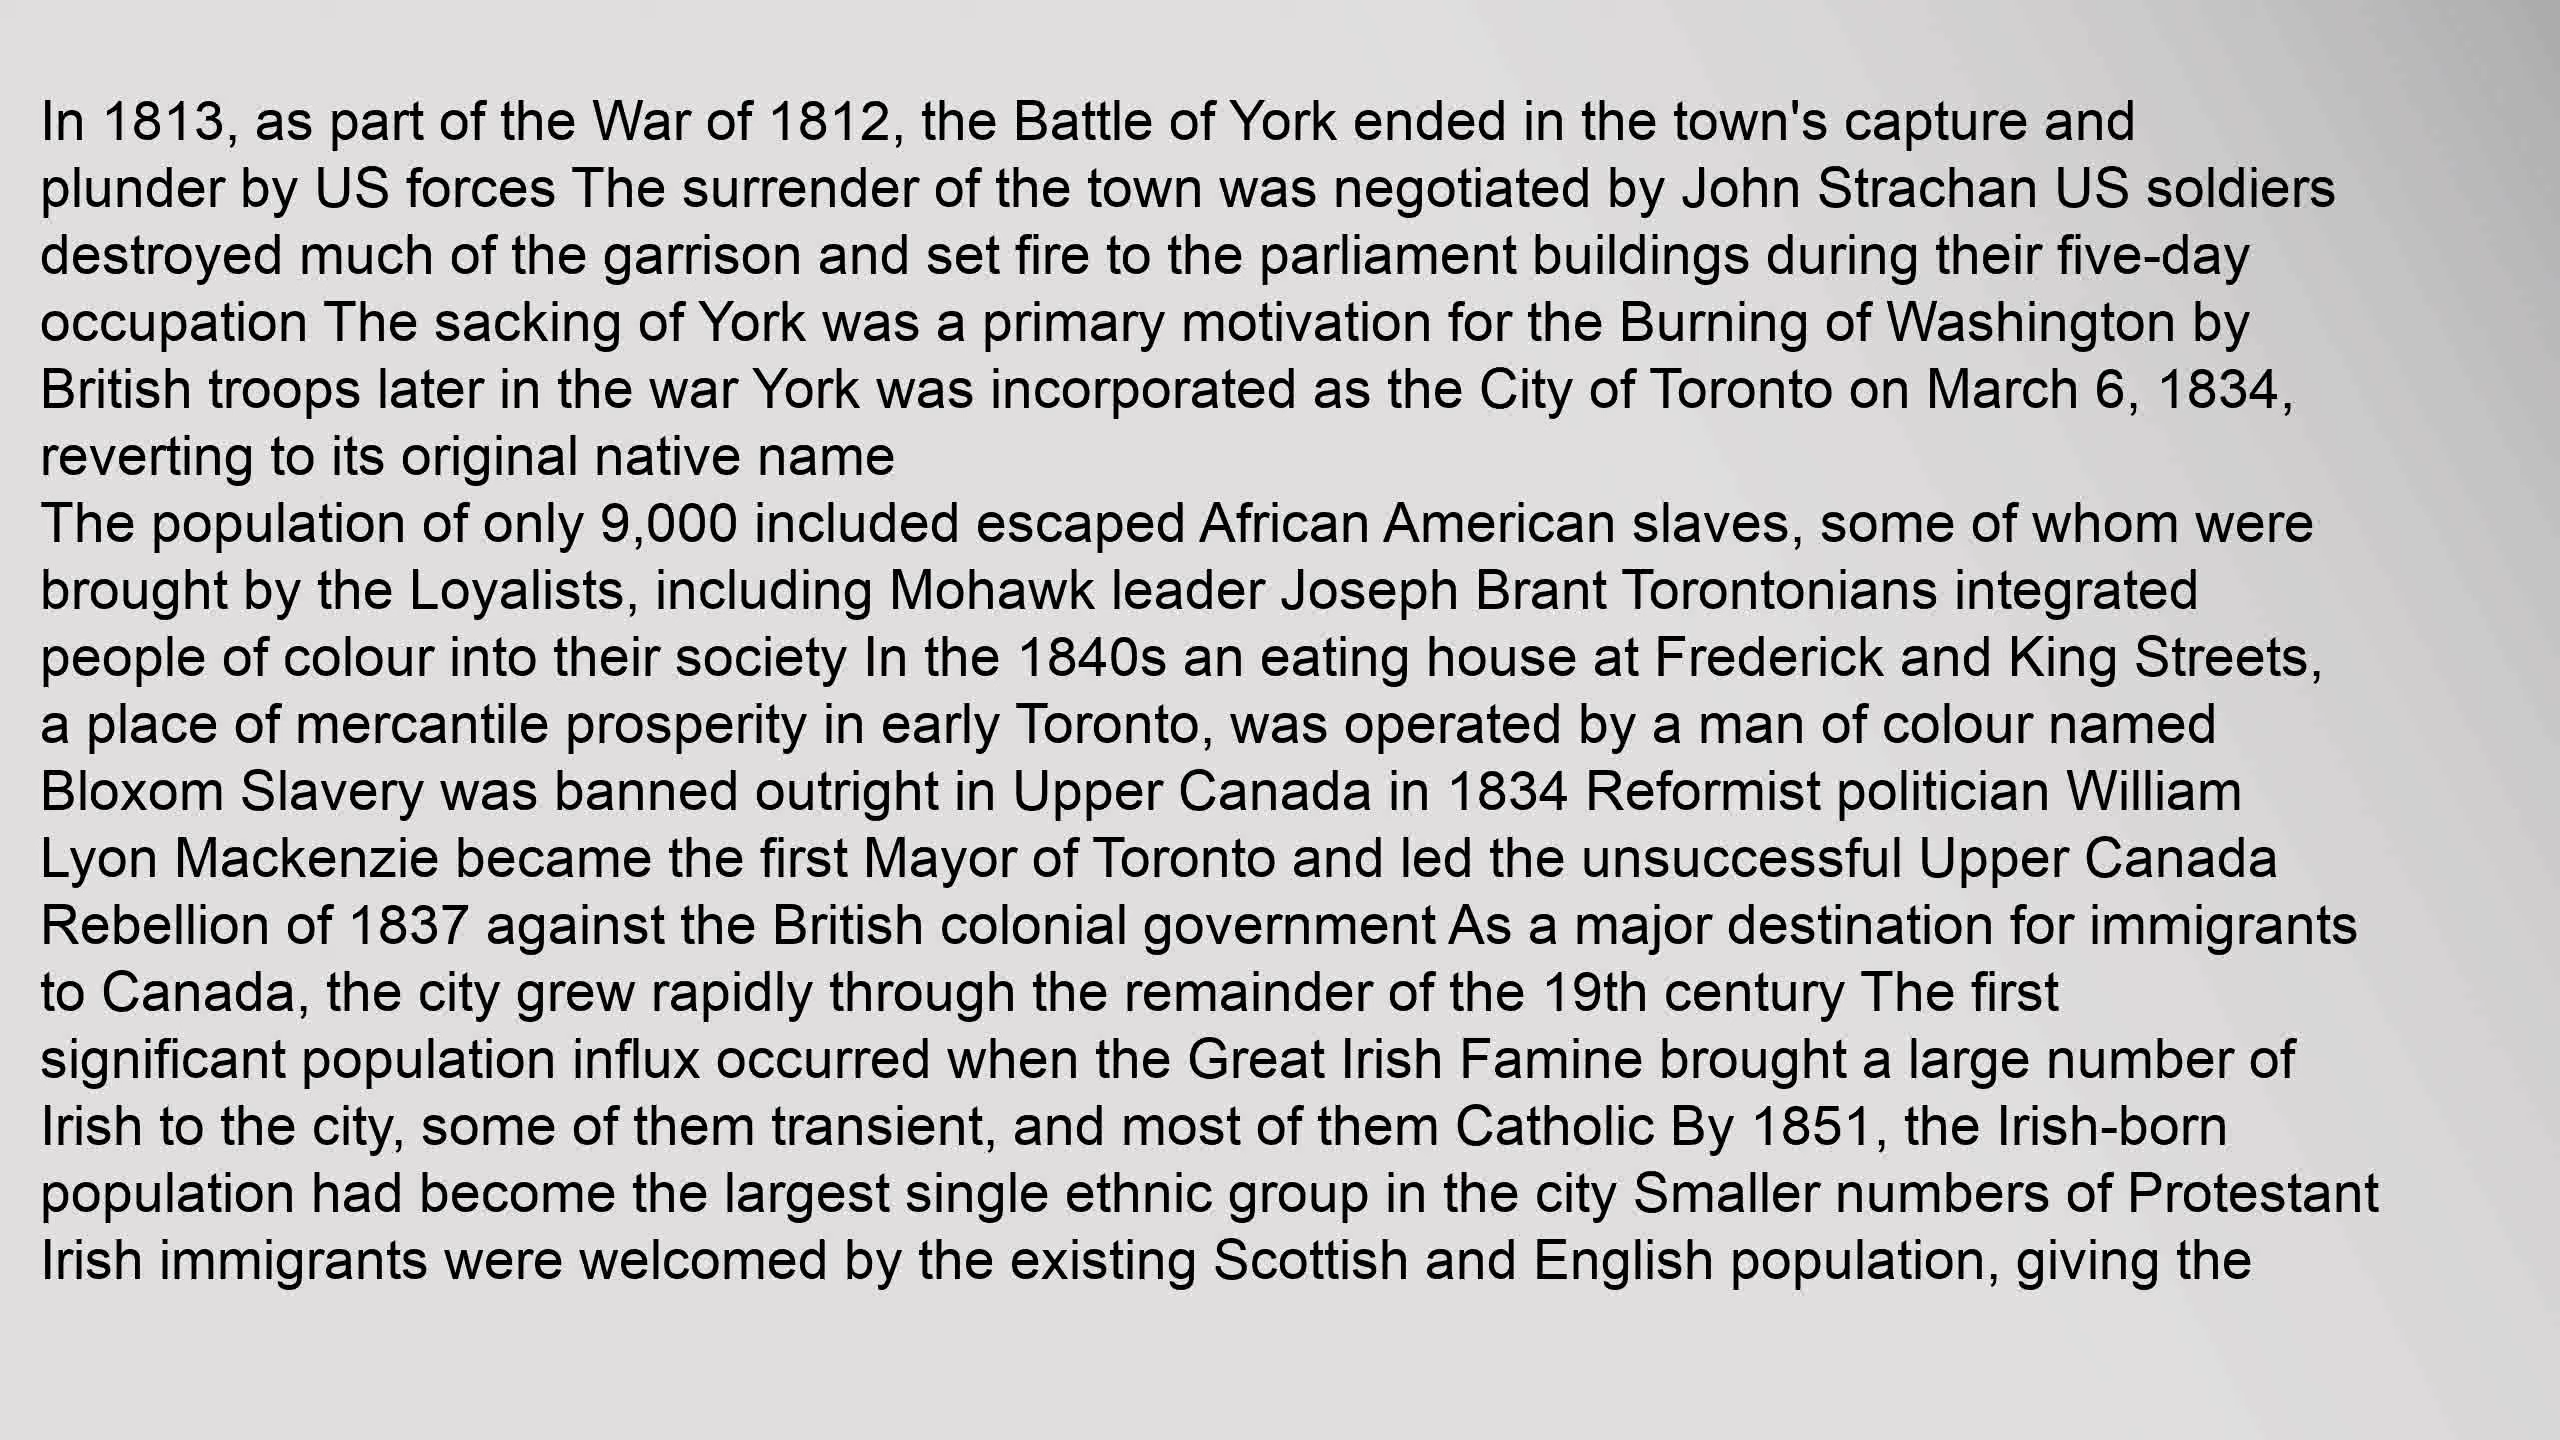 In 1813, as part of the War of 1812, the Battle of York ended in the town's capture and
plunder by US forces The surrender of the town was negotiated by John Strachan US soldiers
destroyed much of the garrison and set fire to the parliament buildings during their five-day
occupation The sacking of York was a primary motivation for the Burning of Washington by
British troops later in the war York was incorporated as the City of Toronto on March 6, 1834,
reverting to its original native name
The population of only 9,000 included escaped African American slaves, some of whom were
brought by the Loyalists, including Mohawk leader Joseph Brant Torontonians integrated
people of colour into their society In the 1840s an eating house at Frederick and King Streets,
a place of mercantile prosperity in early Toronto, was operated by a man of colour named
Bloxom Slavery was banned outright in Upper Canada in 1834 Reformist politician William
Lyon Mackenzie became the first Mayor of Toronto and led the unsuccessful Upper Canada
Rebellion of 1837 against the British colonial government As a major destination for immigrants
to Canada, the city grew rapidly through the remainder of the 19th century The first
significant population influx occurred when the Great Irish Famine brought a large number of
Irish to the city, some of them transient, and most of them Catholic By 1851, the Irish-born
population had become the largest single ethnic group in the city Smaller numbers of Protestant
Irish immigrants were welcomed by the existing Scottish and English population, giving the